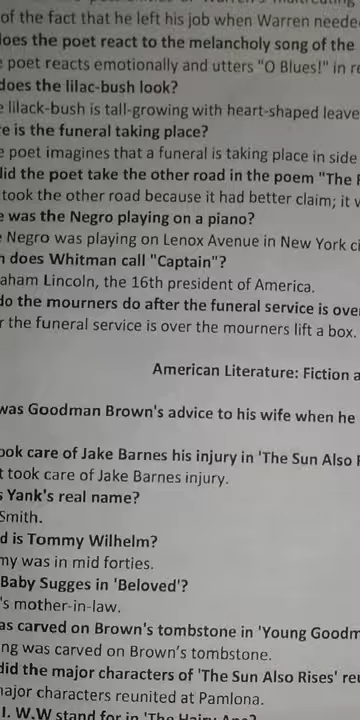 of the fact that he left his job when Warren neede
does the poet react to the melancholy song of the
poet reacts emotionally and utters "O Blues!" in re
does the lilac-bush look?
lilack-bush is tall-growing with heart-shaped leave
re is the funeral taking place?
e poet imagines that a funeral is taking place in side
did the poet take the other road in the poem "The R
took the other road because it had better claim; it w
e was the Negro playing on a piano?
Negro was playing on Lenox Avenue in New York ci
m does Whitman call "Captain"?
raham Lincoln, the 16th president of America.
do the mourners do after the funeral service is over
r the funeral service is over the mourners lift a box.
American Literature: Fiction a
was Goodman Brown's advice to his wife when he
ook care of Jake Barnes his injury in 'The Sun Also R
t took care of Jake Barnes injury.
s Yank's real name?
Smith.
d is Tommy Wilhelm?
my was in mid forties.
Baby Sugges in 'Beloved'?
's mother-in-law.
as carved on Brown's tombstone in 'Young Goodm
ng was carved on Brown's tombstone.
did the major characters of 'The Sun Also Rises' reu
major characters reunited at Pamplona.
I. W.W stand for in 'The Hairy Ape?